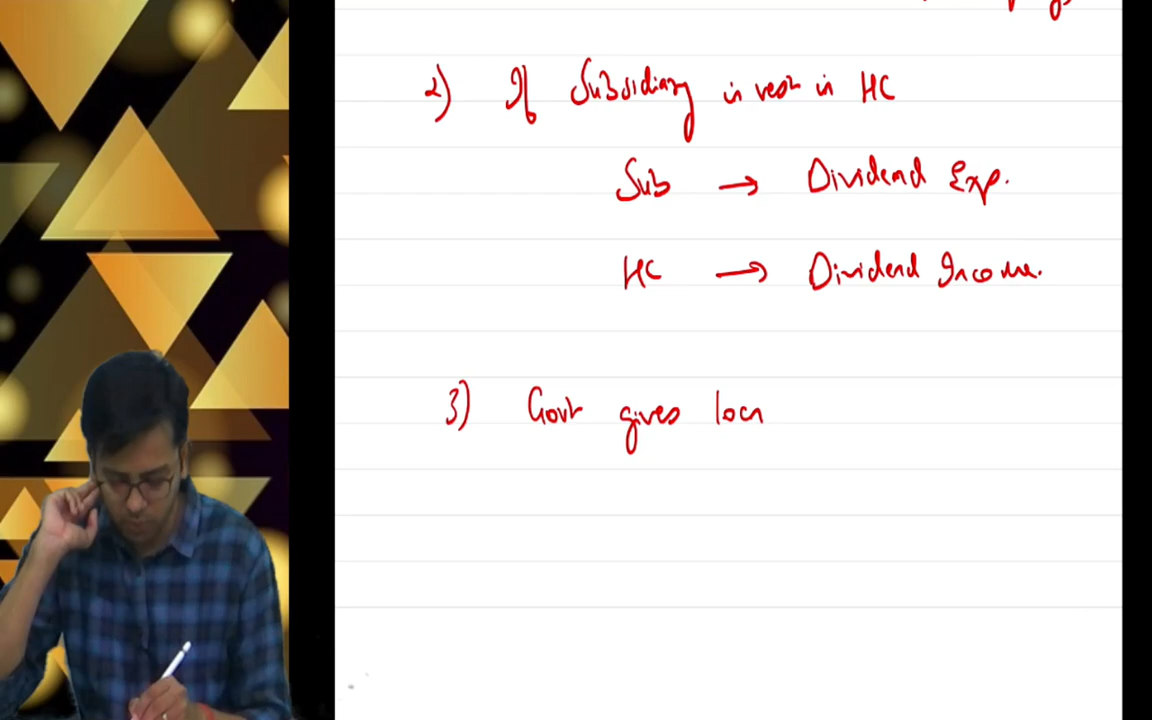 2) If Subsidiary invest in HC
Sub → Dividend Exp.
HC → Dividend Income.
3) Govt gives loan